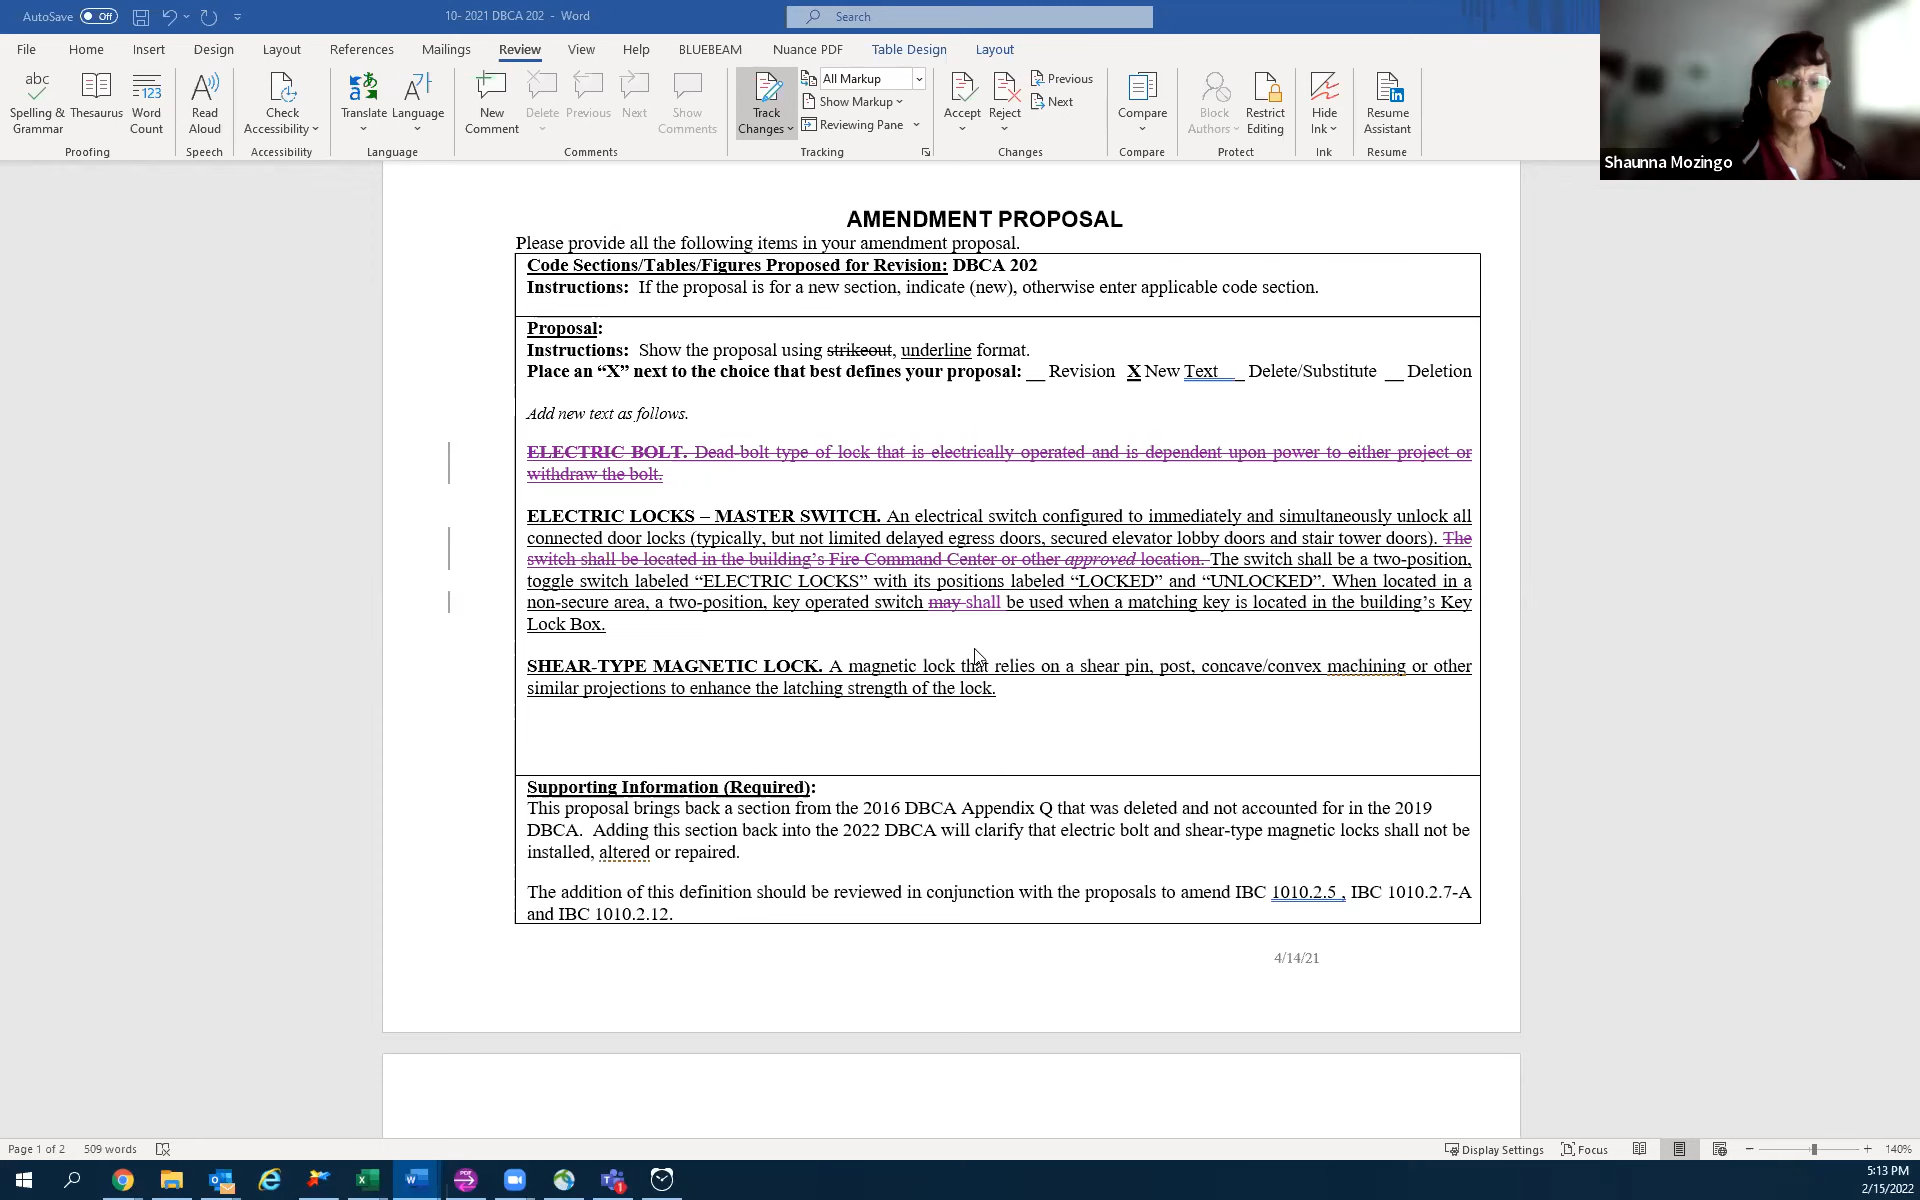 AutoSave Off
10- 2021 DBCA 202 - Word
Search
File Home Insert Design Layout References Mailings Review View Help BLUEBEAM Nuance PDF Table Design Layout
abc
Spelling &
Grammar
Thesaurus
123
Word
Count
Read
Aloud
Check
Accessibility
Translate
Language
New
Comment
Delete
Previous
Next
Show
Comments
Track
Changes
All Markup
Show Markup
Reviewing Pane
Accept
Reject
Previous
Next
Compare
Block
Authors
Restrict
Editing
Hide
Ink
Resume
Assistant
Proofing Speech Accessibility Language Comments Tracking Changes Compare Protect Ink Resume
Shaunna Mozingo
AMENDMENT PROPOSAL
Please provide all the following items in your amendment proposal.
Code Sections/Tables/Figures Proposed for Revision: DBCA 202
Instructions: If the proposal is for a new section, indicate (new), otherwise enter applicable code section.
Proposal:
Instructions: Show the proposal using strikeout, underline format.
Place an “X” next to the choice that best defines your proposal: __ Revision X New Text __ Delete/Substitute __ Deletion
Add new text as follows.
ELECTRIC BOLT. Dead-bolt type of lock that is electrically operated and is dependent upon power to either project or
withdraw the bolt.
ELECTRIC LOCKS – MASTER SWITCH. An electrical switch configured to immediately and simultaneously unlock all
connected door locks (typically, but not limited delayed egress doors, secured elevator lobby doors and stair tower doors). The
switch shall be located in the building’s Fire Command Center or other approved location. The switch shall be a two-position,
toggle switch labeled “ELECTRIC LOCKS” with its positions labeled “LOCKED” and “UNLOCKED”. When located in a
non-secure area, a two-position, key operated switch may shall be used when a matching key is located in the building’s Key
Lock Box.
SHEAR-TYPE MAGNETIC LOCK. A magnetic lock that relies on a shear pin, post, concave/convex machining or other
similar projections to enhance the latching strength of the lock.
Supporting Information (Required):
This proposal brings back a section from the 2016 DBCA Appendix Q that was deleted and not accounted for in the 2019
DBCA. Adding this section back into the 2022 DBCA will clarify that electric bolt and shear-type magnetic locks shall not be
installed, altered or repaired.
The addition of this definition should be reviewed in conjunction with the proposals to amend IBC 1010.2.5 , IBC 1010.2.7-A
and IBC 1010.2.12.
4/14/21
Page 1 of 2 509 words
Display Settings Focus 140%
5:13 PM
2/15/2022